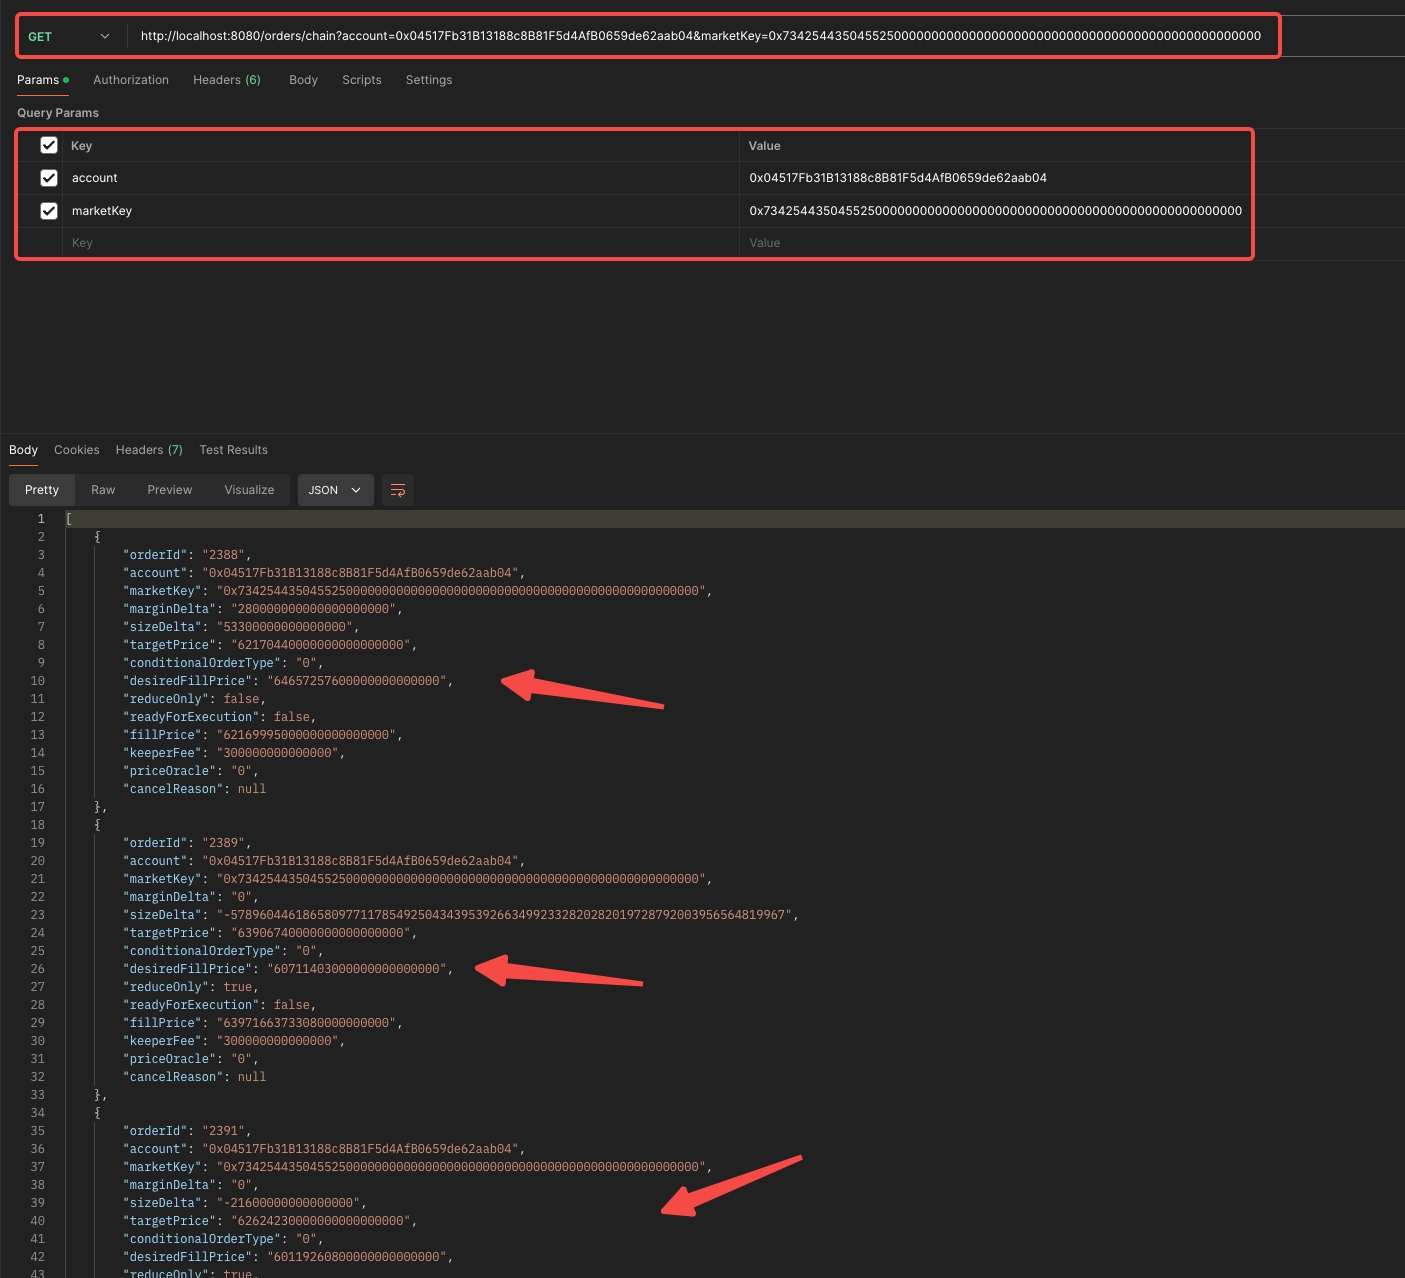 GET http://localhost:8080/orders/chain?account=0x04517Fb31B13188c8B81F5d4AfB0659de62aab04&marketKey=0x7342544350455250000000000000000000000000000000000000000000000000
Params Authorization Headers (6) Body Scripts Settings
Query Params
Key Value
account 0x04517Fb31B13188c8B81F5d4AfB0659de62aab04
marketKey 0x7342544350455250000000000000000000000000000000000000000000000000
Key Value
Body Cookies Headers (7) Test Results
Pretty Raw Preview Visualize JSON
1 [
2 {
3 "orderId": "2388",
4 "account": "0x04517Fb31B13188c8B81F5d4AfB0659de62aab04",
5 "marketKey": "0x7342544350455250000000000000000000000000000000000000000000000000",
6 "marginDelta": "280000000000000000000",
7 "sizeDelta": "53300000000000000",
8 "targetPrice": "62170440000000000000000",
9 "conditionalOrderType": "0",
10 "desiredFillPrice": "64657257600000000000000",
11 "reduceOnly": false,
12 "readyForExecution": false,
13 "fillPrice": "62169995000000000000000",
14 "keeperFee": "300000000000000",
15 "priceOracle": "0",
16 "cancelReason": null
17 },
18 {
19 "orderId": "2389",
20 "account": "0x04517Fb31B13188c8B81F5d4AfB0659de62aab04",
21 "marketKey": "0x7342544350455250000000000000000000000000000000000000000000000000",
22 "marginDelta": "0",
23 "sizeDelta": "-57896044618658097711785492504343953926634992332820282019728792003956564819967",
24 "targetPrice": "63906740000000000000000",
25 "conditionalOrderType": "0",
26 "desiredFillPrice": "60711403000000000000000",
27 "reduceOnly": true,
28 "readyForExecution": false,
29 "fillPrice": "63971663733080000000000",
30 "keeperFee": "300000000000000",
31 "priceOracle": "0",
32 "cancelReason": null
33 },
34 {
35 "orderId": "2391",
36 "account": "0x04517Fb31B13188c8B81F5d4AfB0659de62aab04",
37 "marketKey": "0x7342544350455250000000000000000000000000000000000000000000000000",
38 "marginDelta": "0",
39 "sizeDelta": "-21600000000000000",
40 "targetPrice": "62624230000000000000000",
41 "conditionalOrderType": "0",
42 "desiredFillPrice": "60119260800000000000000",
43 "reduceOnly": true,